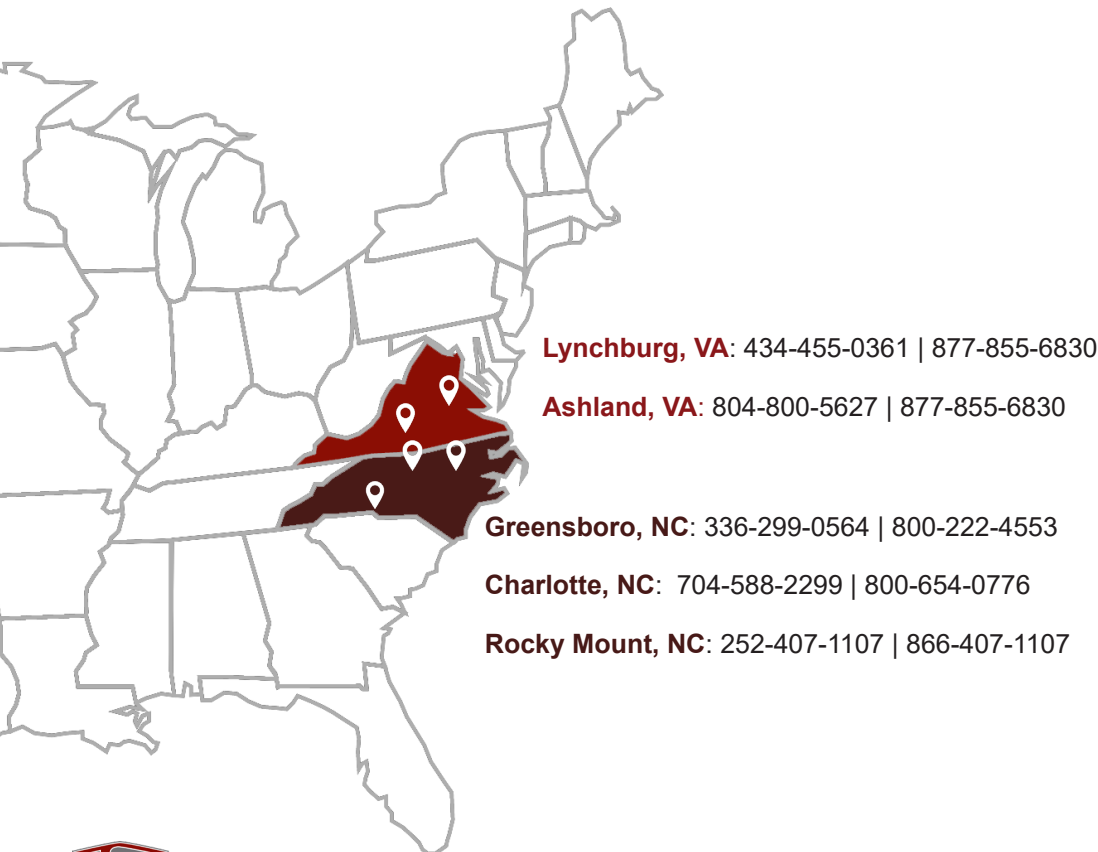 Lynchburg, VA: 434-455-0361 | 877-855-6830
Ashland, VA: 804-800-5627 | 877-855-6830
Greensboro, NC: 336-299-0564 | 800-222-4553
Charlotte, NC: 704-588-2299 | 800-654-0776
Rocky Mount, NC: 252-407-1107 | 866-407-1107